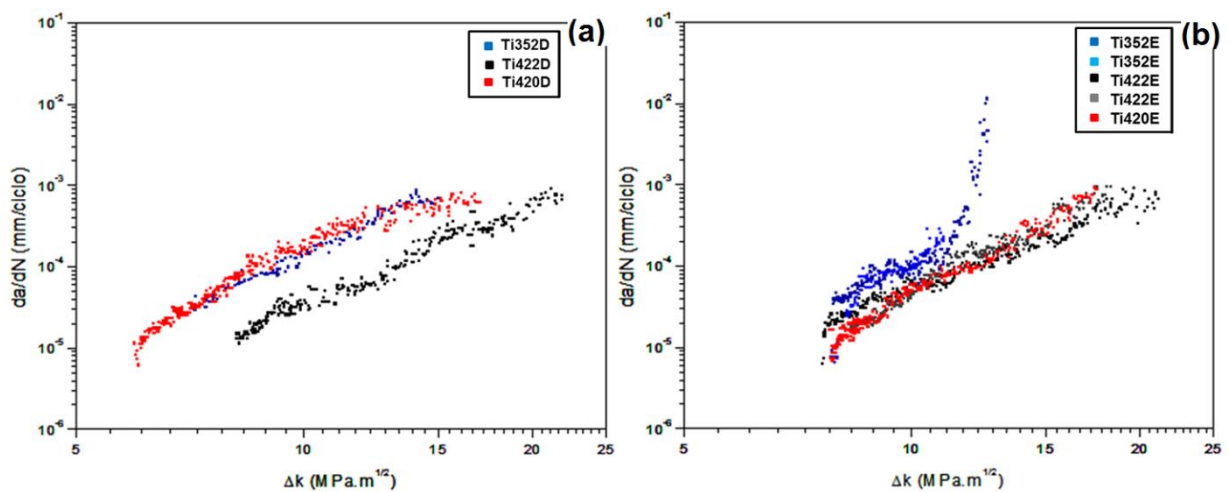 (a)
Ti352D
Ti422D
Ti420D
da/dN (mm/ciclo)
10⁻¹
10⁻²
10⁻³
10⁻⁴
10⁻⁵
10⁻⁶
5 10 15 20 25
Δk (MPa.m¹/²)
(b)
Ti352E
Ti352E
Ti422E
Ti422E
Ti420E
da/dN (mm/ciclo)
10⁻¹
10⁻²
10⁻³
10⁻⁴
10⁻⁵
10⁻⁶
5 10 15 20 25
Δk (MPa.m¹/²)